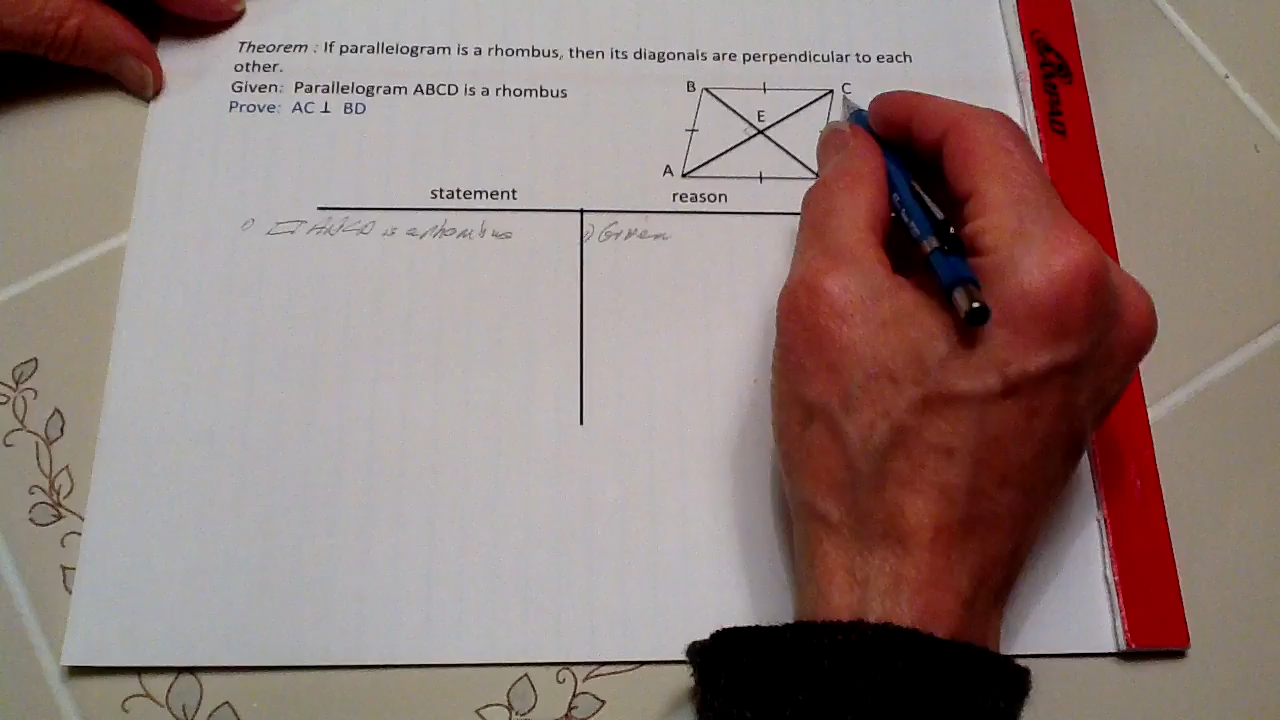 Theorem : If parallelogram is a rhombus, then its diagonals are perpendicular to each
other.
Given: Parallelogram ABCD is a rhombus
Prove: AC ⊥ BD
B
C
E
A
statement
reason
1) ▱ ABCD is a rhombus
1) Given